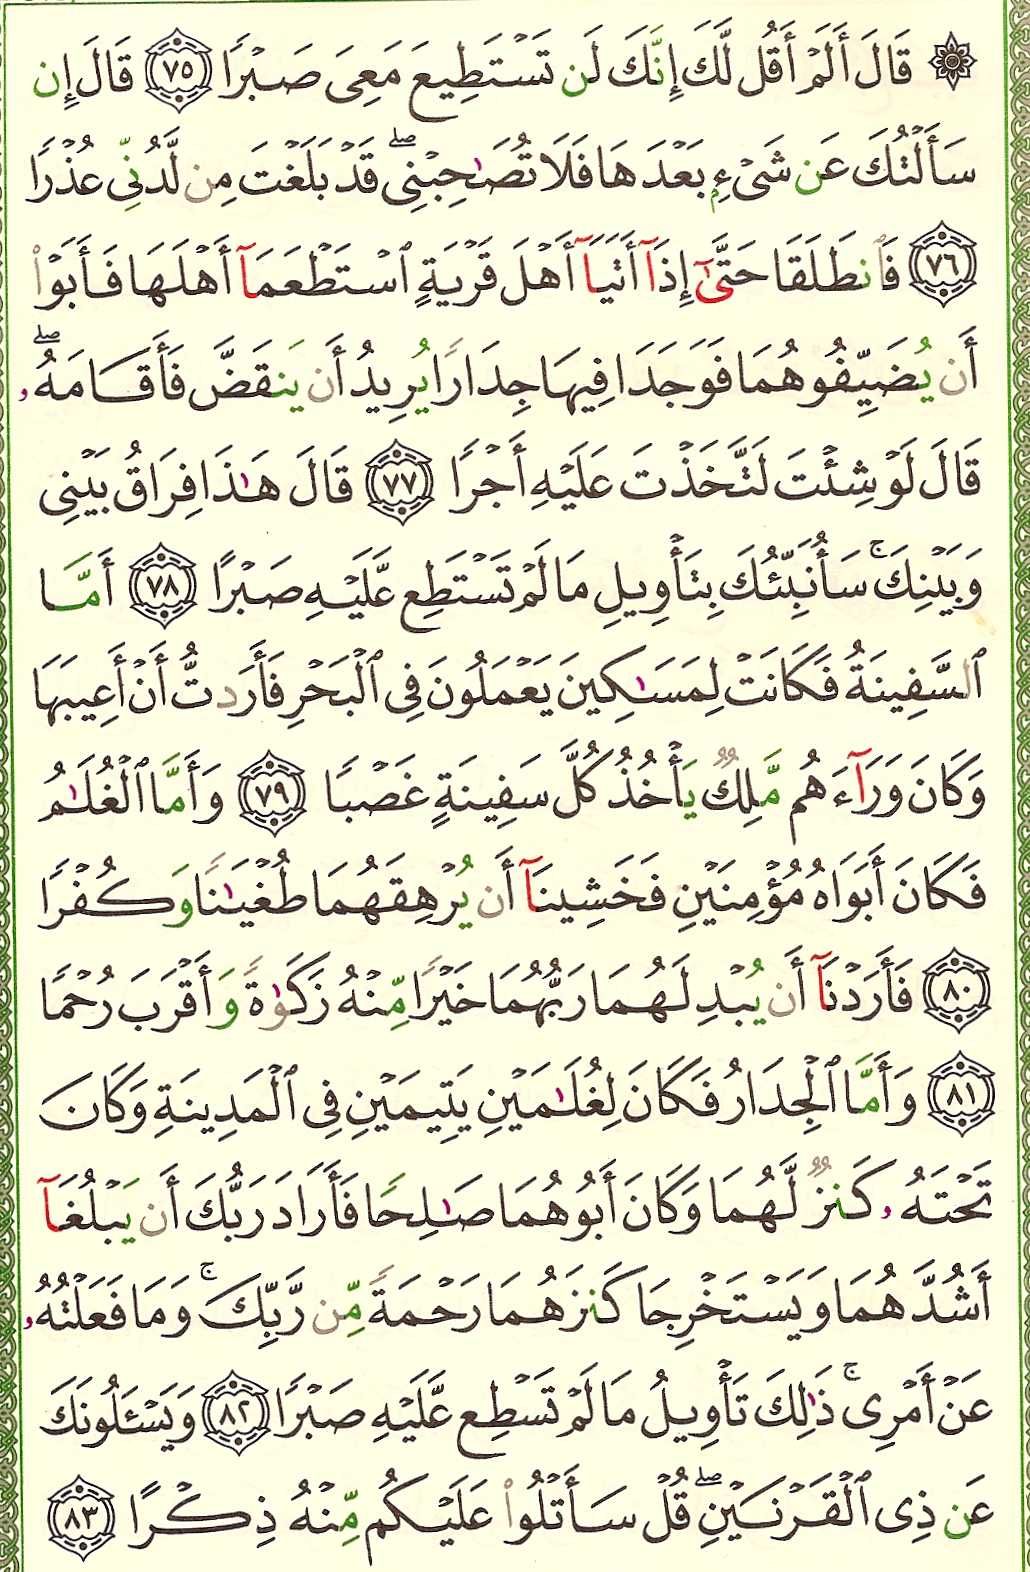 ۞ قَالَ أَلَمْ أَقُل لَّكَ إِنَّكَ لَن تَسْتَطِيعَ مَعِىَ صَبْرًا ٧٥ قَالَ إِن
سَأَلْتُكَ عَن شَىْءٍۭ بَعْدَهَا فَلَا تُصَٰحِبْنِى ۖ قَدْ بَلَغْتَ مِن لَّدُنِّى عُذْرًا
٧٦ فَٱنطَلَقَا حَتَّىٰٓ إِذَآ أَتَيَآ أَهْلَ قَرْيَةٍ ٱسْتَطْعَمَآ أَهْلَهَا فَأَبَوْا۟
أَن يُضَيِّفُوهُمَا فَوَجَدَا فِيهَا جِدَارًا يُرِيدُ أَن يَنقَضَّ فَأَقَامَهُۥ ۖ
قَالَ لَوْ شِئْتَ لَتَّخَذْتَ عَلَيْهِ أَجْرًا ٧٧ قَالَ هَٰذَا فِرَاقُ بَيْنِى
وَبَيْنِكَ ۚ سَأُنَبِّئُكَ بِتَأْوِيلِ مَا لَمْ تَسْتَطِع عَّلَيْهِ صَبْرًا ٧٨ أَمَّا
ٱلسَّفِينَةُ فَكَانَتْ لِمَسَٰكِينَ يَعْمَلُونَ فِى ٱلْبَحْرِ فَأَرَدتُّ أَنْ أَعِيبَهَا
وَكَانَ وَرَآءَهُم مَّلِكٌ يَأْخُذُ كُلَّ سَفِينَةٍ غَصْبًا ٧٩ وَأَمَّا ٱلْغُلَٰمُ
فَكَانَ أَبَوَاهُ مُؤْمِنَيْنِ فَخَشِينَآ أَن يُرْهِقَهُمَا طُغْيَٰنًا وَكُفْرًا
٨٠ فَأَرَدْنَآ أَن يُبْدِلَهُمَا رَبُّهُمَا خَيْرًا مِّنْهُ زَكَوٰةً وَأَقْرَبَ رُحْمًا
٨١ وَأَمَّا ٱلْجِدَارُ فَكَانَ لِغُلَٰمَيْنِ يَتِيمَيْنِ فِى ٱلْمَدِينَةِ وَكَانَ
تَحْتَهُۥ كَنزٌ لَّهُمَا وَكَانَ أَبُوهُمَا صَٰلِحًا فَأَرَادَ رَبُّكَ أَن يَبْلُغَآ
أَشُدَّهُمَا وَيَسْتَخْرِجَا كَنزَهُمَا رَحْمَةً مِّن رَّبِّكَ ۚ وَمَا فَعَلْتُهُۥ
عَنْ أَمْرِى ۚ ذَٰلِكَ تَأْوِيلُ مَا لَمْ تَسْطِع عَّلَيْهِ صَبْرًا ٨٢ وَيَسْـَٔلُونَكَ
عَن ذِى ٱلْقَرْنَيْنِ ۖ قُلْ سَأَتْلُوا۟ عَلَيْكُم مِّنْهُ ذِكْرًا ٨٣